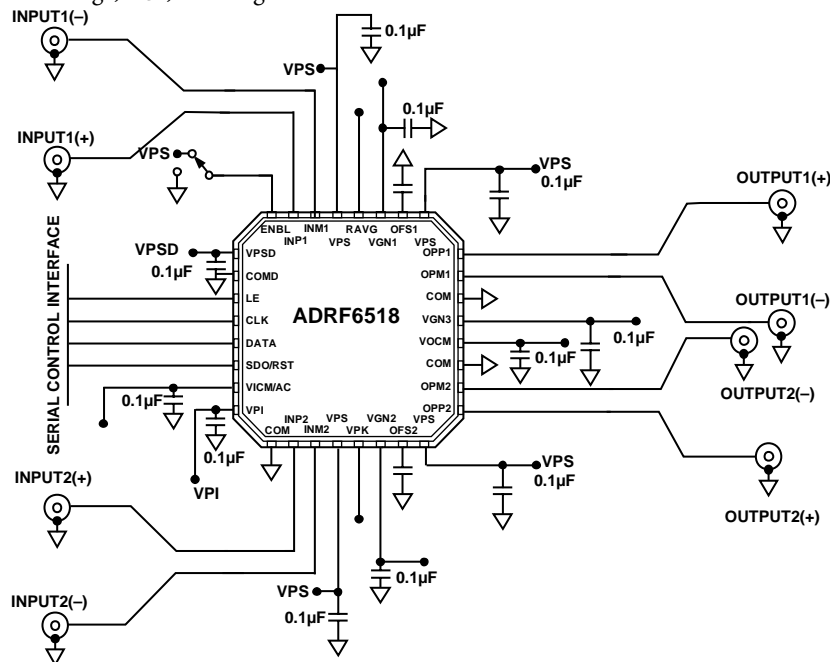 INPUT1(–)
0.1µF
VPS
0.1µF
INPUT1(+)
VPS
VPS
0.1µF
OUTPUT1(+)
ENBL
INP1
INM1
VPS
RAVG
VGN1
OFS1
VPS
VPSD
0.1µF
VPSD
COMD
LE
CLK
DATA
SDO/RST
VICM/AC
VPI
ADRF6518
OPP1
OPM1
COM
VGN3
VOCM
COM
OPM2
OPP2
SERIAL CONTROL INTERFACE
OUTPUT1(–)
0.1µF
0.1µF
OUTPUT2(–)
0.1µF
0.1µF
VPI
COM
INP2
INM2
VPS
VPK
VGN2
OFS2
VPS
VPS
0.1µF
INPUT2(+)
OUTPUT2(+)
0.1µF
VPS
0.1µF
INPUT2(–)